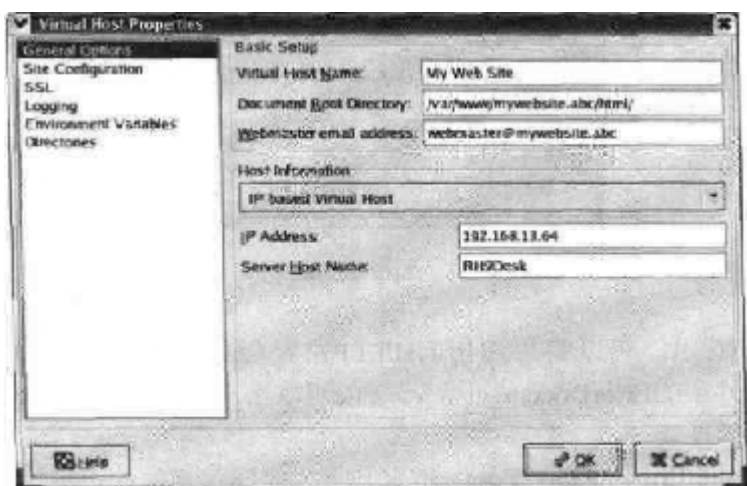 Virtual Host Properties
General Options
Site Configuration
SSL
Logging
Environment Variables
Directories
Basic Setup
Virtual Host Name: My Web Site
Document Root Directory: /var/www/mywebsite.abc/html/
Webmaster email address: webmaster@mywebsite.abc
Host Information
IP based Virtual Host
IP Address: 192.168.13.64
Server Host Name: RH9Desk
Help
OK
Cancel